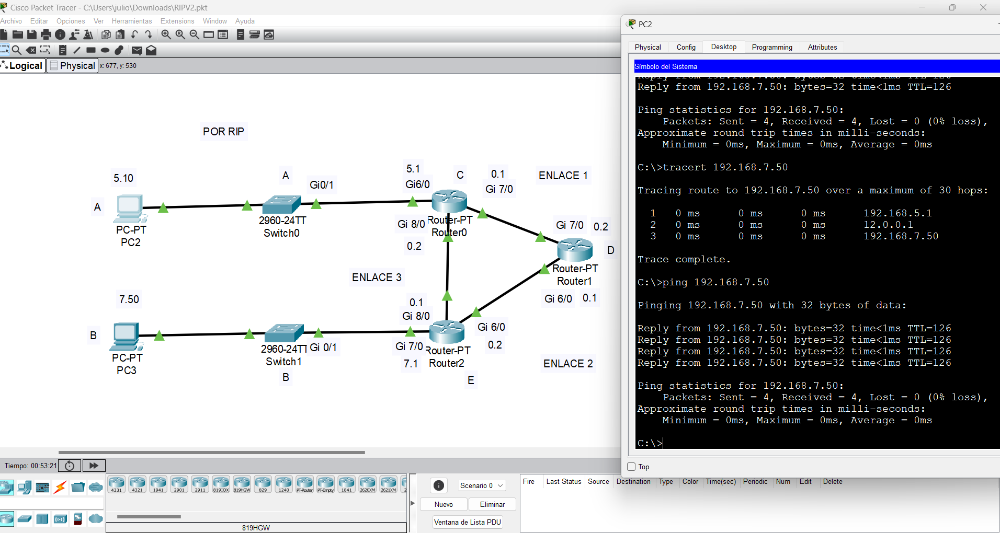 Cisco Packet Tracer - C:\Users\julio\Downloads\RIPV2.pkt
Archivo Editar Opciones Ver Herramientas Extensions Window Ayuda
Logical Physical x: 677, y: 530
POR RIP
5.10
A
PC-PT
PC2
A
Gi0/1
2960-24TT
Switch0
5.1
Gi6/0
C
0.1
Gi 7/0
ENLACE 1
Gi 8/0
Router-PT
Router0
0.2
Gi 7/0
0.2
D
Router-PT
Router1
Gi 6/0
0.1
ENLACE 3
7.50
B
PC-PT
PC3
2960-24TT
Switch1
Gi 0/1
B
0.1
Gi 8/0
Gi 7/0
7.1
Router-PT
Router2
Gi 6/0
0.2
E
ENLACE 2
PC2
Physical Config Desktop Programming Attributes
Símbolo del Sistema
Reply from 192.168.7.50: bytes=32 time<1ms TTL=126
Reply from 192.168.7.50: bytes=32 time<1ms TTL=126
Ping statistics for 192.168.7.50:
Packets: Sent = 4, Received = 4, Lost = 0 (0% loss),
Approximate round trip times in milli-seconds:
Minimum = 0ms, Maximum = 0ms, Average = 0ms
C:\>tracert 192.168.7.50
Tracing route to 192.168.7.50 over a maximum of 30 hops:
1 0 ms 0 ms 0 ms 192.168.5.1
2 0 ms 0 ms 0 ms 12.0.0.1
3 0 ms 0 ms 0 ms 192.168.7.50
Trace complete.
C:\>ping 192.168.7.50
Pinging 192.168.7.50 with 32 bytes of data:
Reply from 192.168.7.50: bytes=32 time<1ms TTL=126
Reply from 192.168.7.50: bytes=32 time<1ms TTL=126
Reply from 192.168.7.50: bytes=32 time<1ms TTL=126
Reply from 192.168.7.50: bytes=32 time<1ms TTL=126
Ping statistics for 192.168.7.50:
Packets: Sent = 4, Received = 4, Lost = 0 (0% loss),
Approximate round trip times in milli-seconds:
Minimum = 0ms, Maximum = 0ms, Average = 0ms
C:\>
Top
Tiempo: 00:53:21
4331 4321 1941 2901 2911 819IOX 819HGW 829 1240 PT-Router PT-Empty 1841 2620XM 2621XM 2
819HGW
Scenario 0
Nuevo Eliminar
Ventana de Lista PDU
Fire Last Status Source Destination Type Color Time(sec) Periodic Num Edit Delete